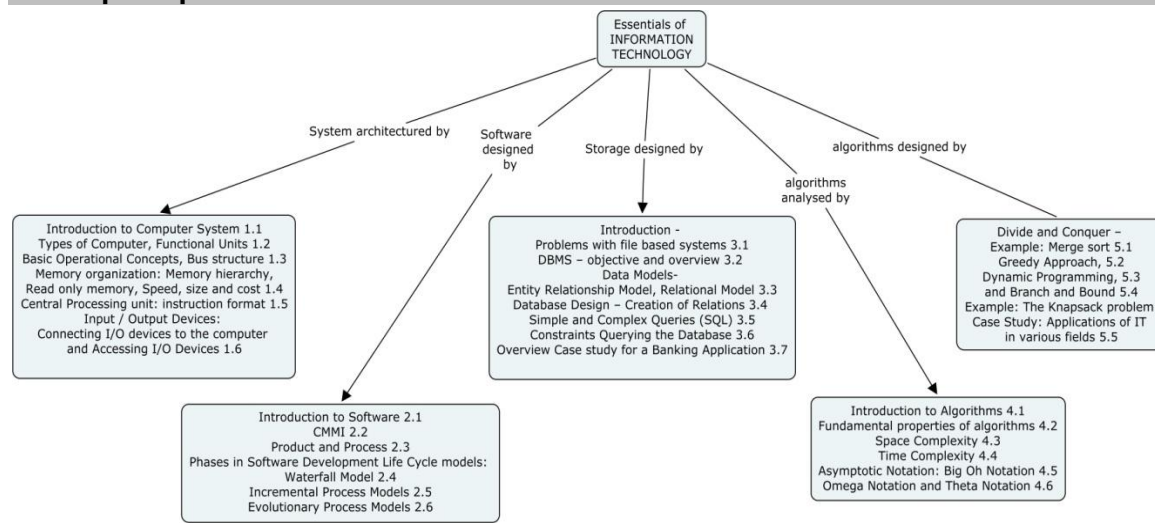 Essentials of
INFORMATION
TECHNOLOGY
System architectured by
Software
designed
by
Storage designed by
algorithms
analysed by
algorithms designed by
Introduction to Computer System 1.1
Types of Computer, Functional Units 1.2
Basic Operational Concepts, Bus structure 1.3
Memory organization: Memory hierarchy,
Read only memory, Speed, size and cost 1.4
Central Processing unit: instruction format 1.5
Input / Output Devices:
Connecting I/O devices to the computer
and Accessing I/O Devices 1.6
Introduction to Software 2.1
CMMI 2.2
Product and Process 2.3
Phases in Software Development Life Cycle models:
Waterfall Model 2.4
Incremental Process Models 2.5
Evolutionary Process Models 2.6
Introduction -
Problems with file based systems 3.1
DBMS – objective and overview 3.2
Data Models-
Entity Relationship Model, Relational Model 3.3
Database Design – Creation of Relations 3.4
Simple and Complex Queries (SQL) 3.5
Constraints Querying the Database 3.6
Overview Case study for a Banking Application 3.7
Introduction to Algorithms 4.1
Fundamental properties of algorithms 4.2
Space Complexity 4.3
Time Complexity 4.4
Asymptotic Notation: Big Oh Notation 4.5
Omega Notation and Theta Notation 4.6
Divide and Conquer –
Example: Merge sort 5.1
Greedy Approach, 5.2
Dynamic Programming, 5.3
and Branch and Bound 5.4
Example: The Knapsack problem
Case Study: Applications of IT
in various fields 5.5